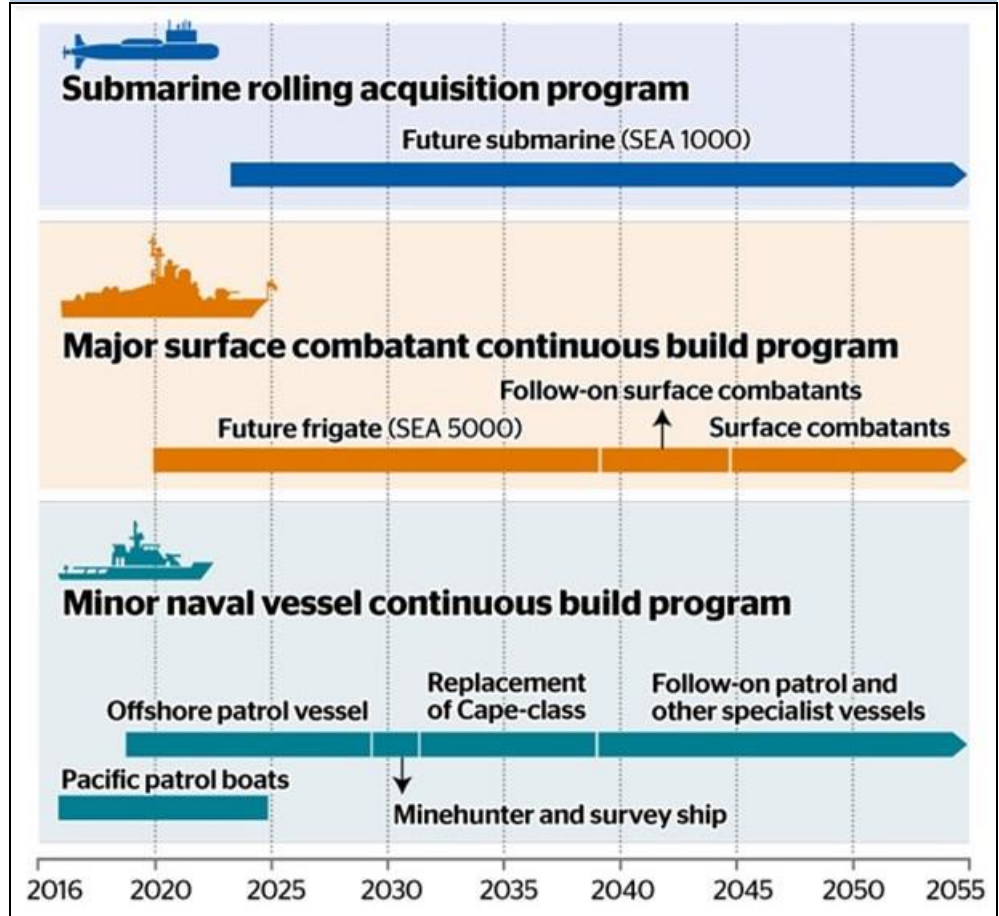 Submarine rolling acquisition program
Future submarine (SEA 1000)
Major surface combatant continuous build program
Follow-on surface combatants
Future frigate (SEA 5000)
Surface combatants
Minor naval vessel continuous build program
Offshore patrol vessel
Replacement
of Cape-class
Follow-on patrol and
other specialist vessels
Pacific patrol boats
Minehunter and survey ship
2016 2020 2025 2030 2035 2040 2045 2050 2055